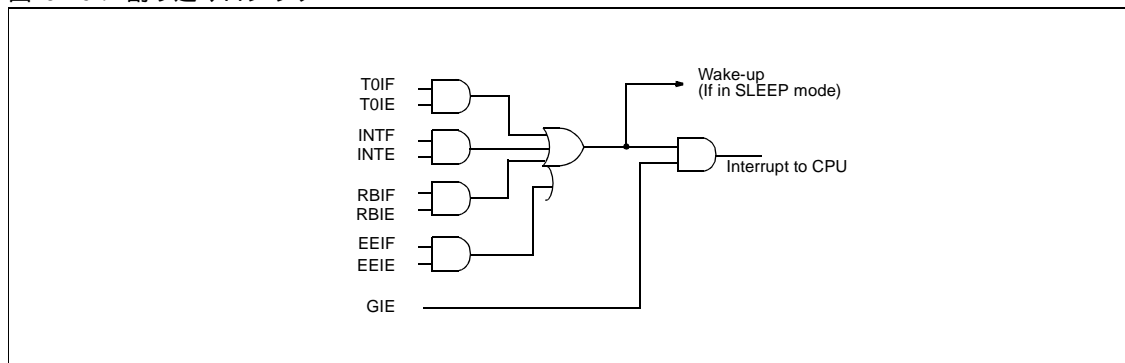 T0IF
T0IE
INTF
INTE
RBIF
RBIE
EEIF
EEIE
GIE
Wake-up
(If in SLEEP mode)
Interrupt to CPU